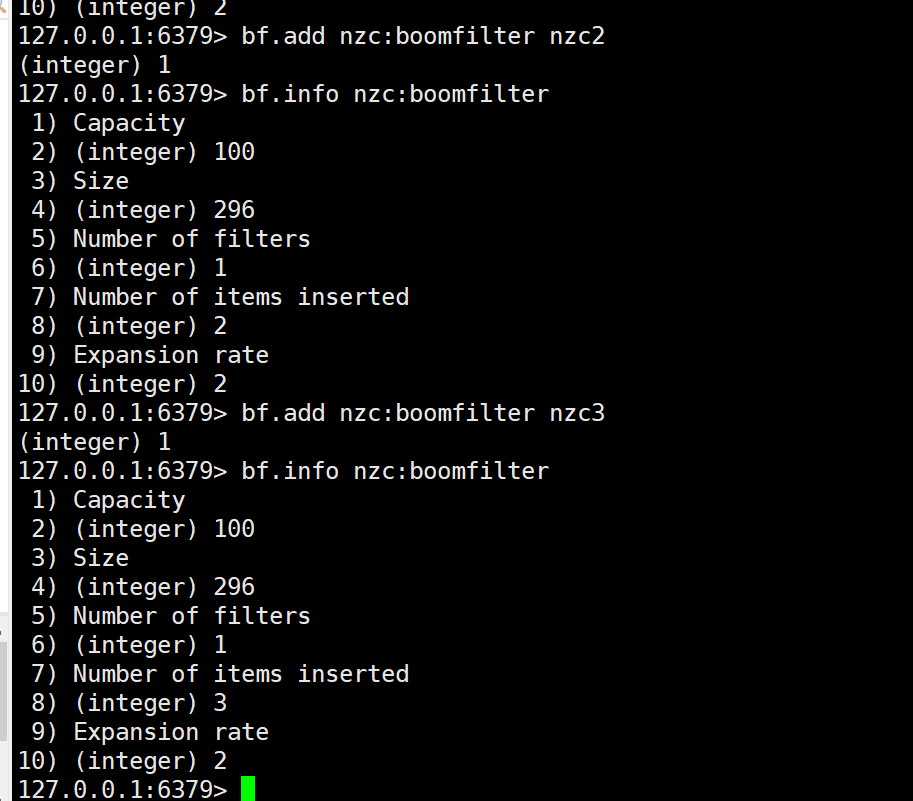 10) (integer) 2
127.0.0.1:6379> bf.add nzc:boomfilter nzc2
(integer) 1
127.0.0.1:6379> bf.info nzc:boomfilter
 1) Capacity
 2) (integer) 100
 3) Size
 4) (integer) 296
 5) Number of filters
 6) (integer) 1
 7) Number of items inserted
 8) (integer) 2
 9) Expansion rate
10) (integer) 2
127.0.0.1:6379> bf.add nzc:boomfilter nzc3
(integer) 1
127.0.0.1:6379> bf.info nzc:boomfilter
 1) Capacity
 2) (integer) 100
 3) Size
 4) (integer) 296
 5) Number of filters
 6) (integer) 1
 7) Number of items inserted
 8) (integer) 3
 9) Expansion rate
10) (integer) 2
127.0.0.1:6379>